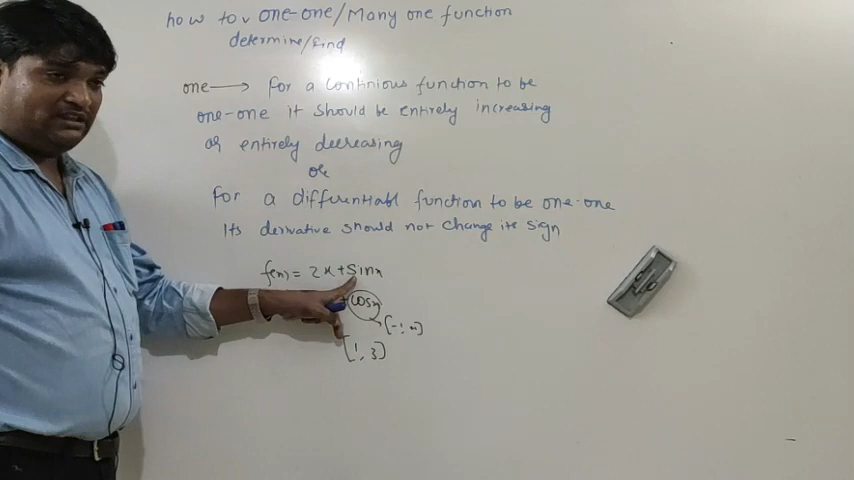 how to one-one/Many one function
determine/find
one → for a continious function to be
one-one it should be entirely increasing
or entirely decreasing
or
for a differentiabl function to be one-one
Its derivative should not change its sign
f(x) = 2x+sinx
+cosx
[1, 3]